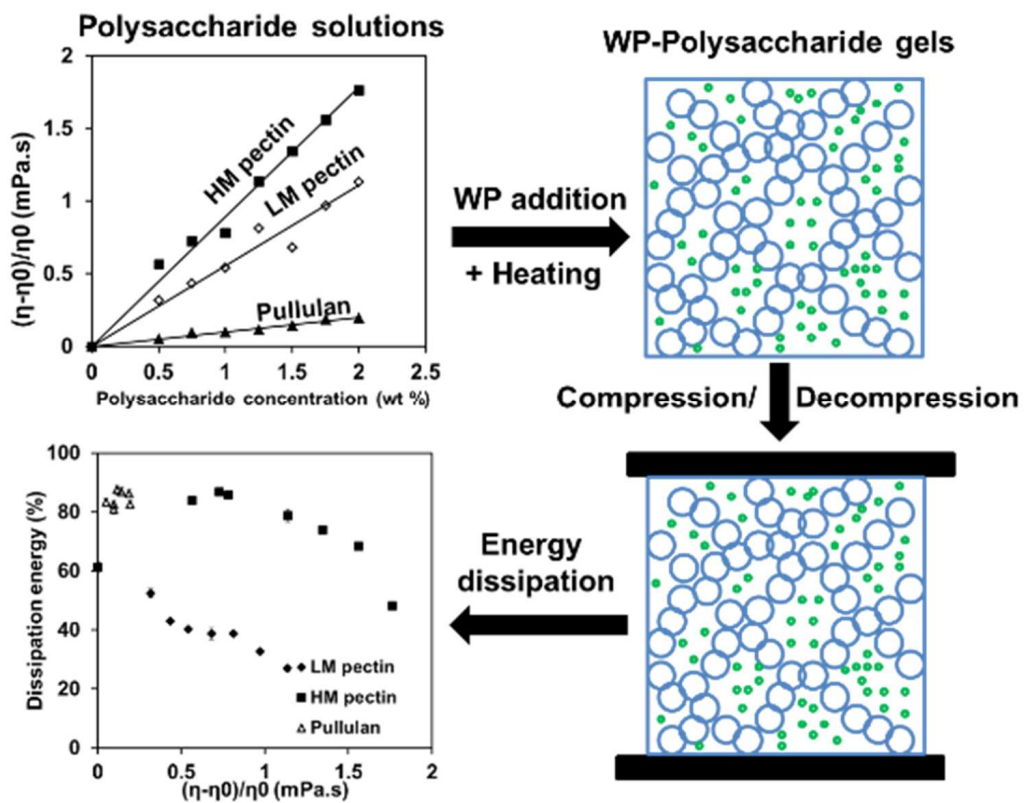 Polysaccharide solutions
(η-η0)/η0 (mPa.s)
2
1.5
1
0.5
0
HM pectin
LM pectin
Pullulan
0
0.5
1
1.5
2
2.5
Polysaccharide concentration (wt %)
WP addition
+ Heating
WP-Polysaccharide gels
Compression/ Decompression
Energy
dissipation
Dissipation energy (%)
100
80
60
40
20
0
LM pectin
HM pectin
Pullulan
0
0.5
1
1.5
2
(η-η0)/η0 (mPa.s)